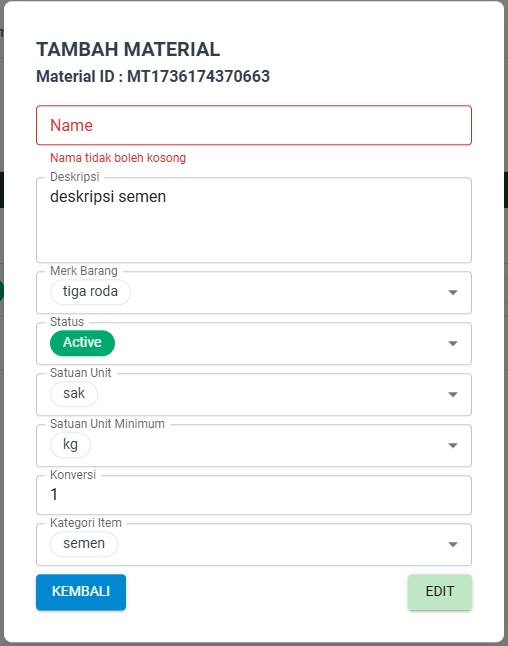 TAMBAH MATERIAL
Material ID : MT1736174370663
Name
Nama tidak boleh kosong
Deskripsi
deskripsi semen
Merk Barang
tiga roda
Status
Active
Satuan Unit
sak
Satuan Unit Minimum
kg
Konversi
1
Kategori Item
semen
KEMBALI
EDIT